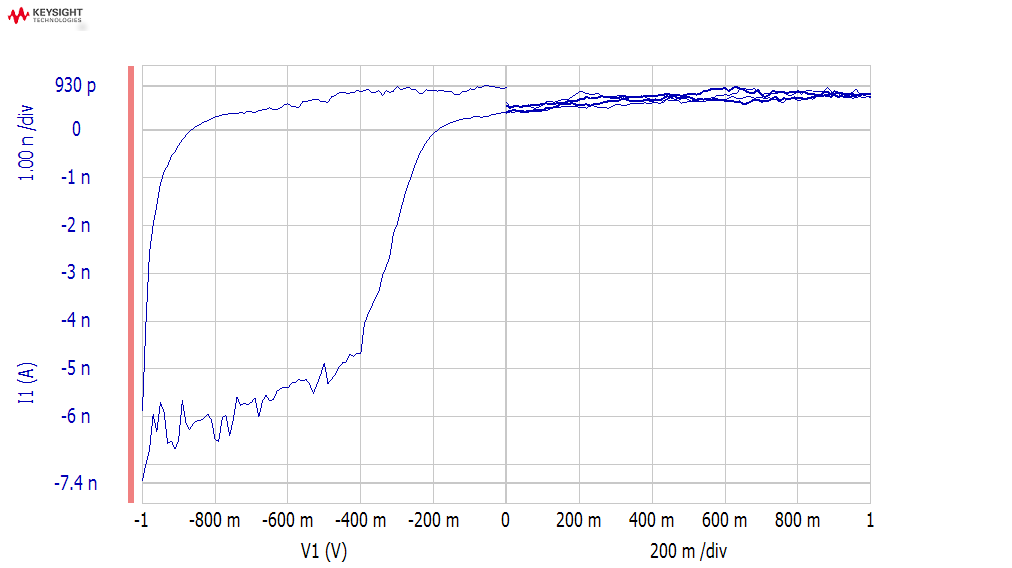 KEYSIGHT
TECHNOLOGIES
930 p
0
-1 n
-2 n
-3 n
-4 n
-5 n
-6 n
-7.4 n
1.00 n /div
I1 (A)
-1 -800 m -600 m -400 m -200 m 0 200 m 400 m 600 m 800 m 1
V1 (V) 200 m /div